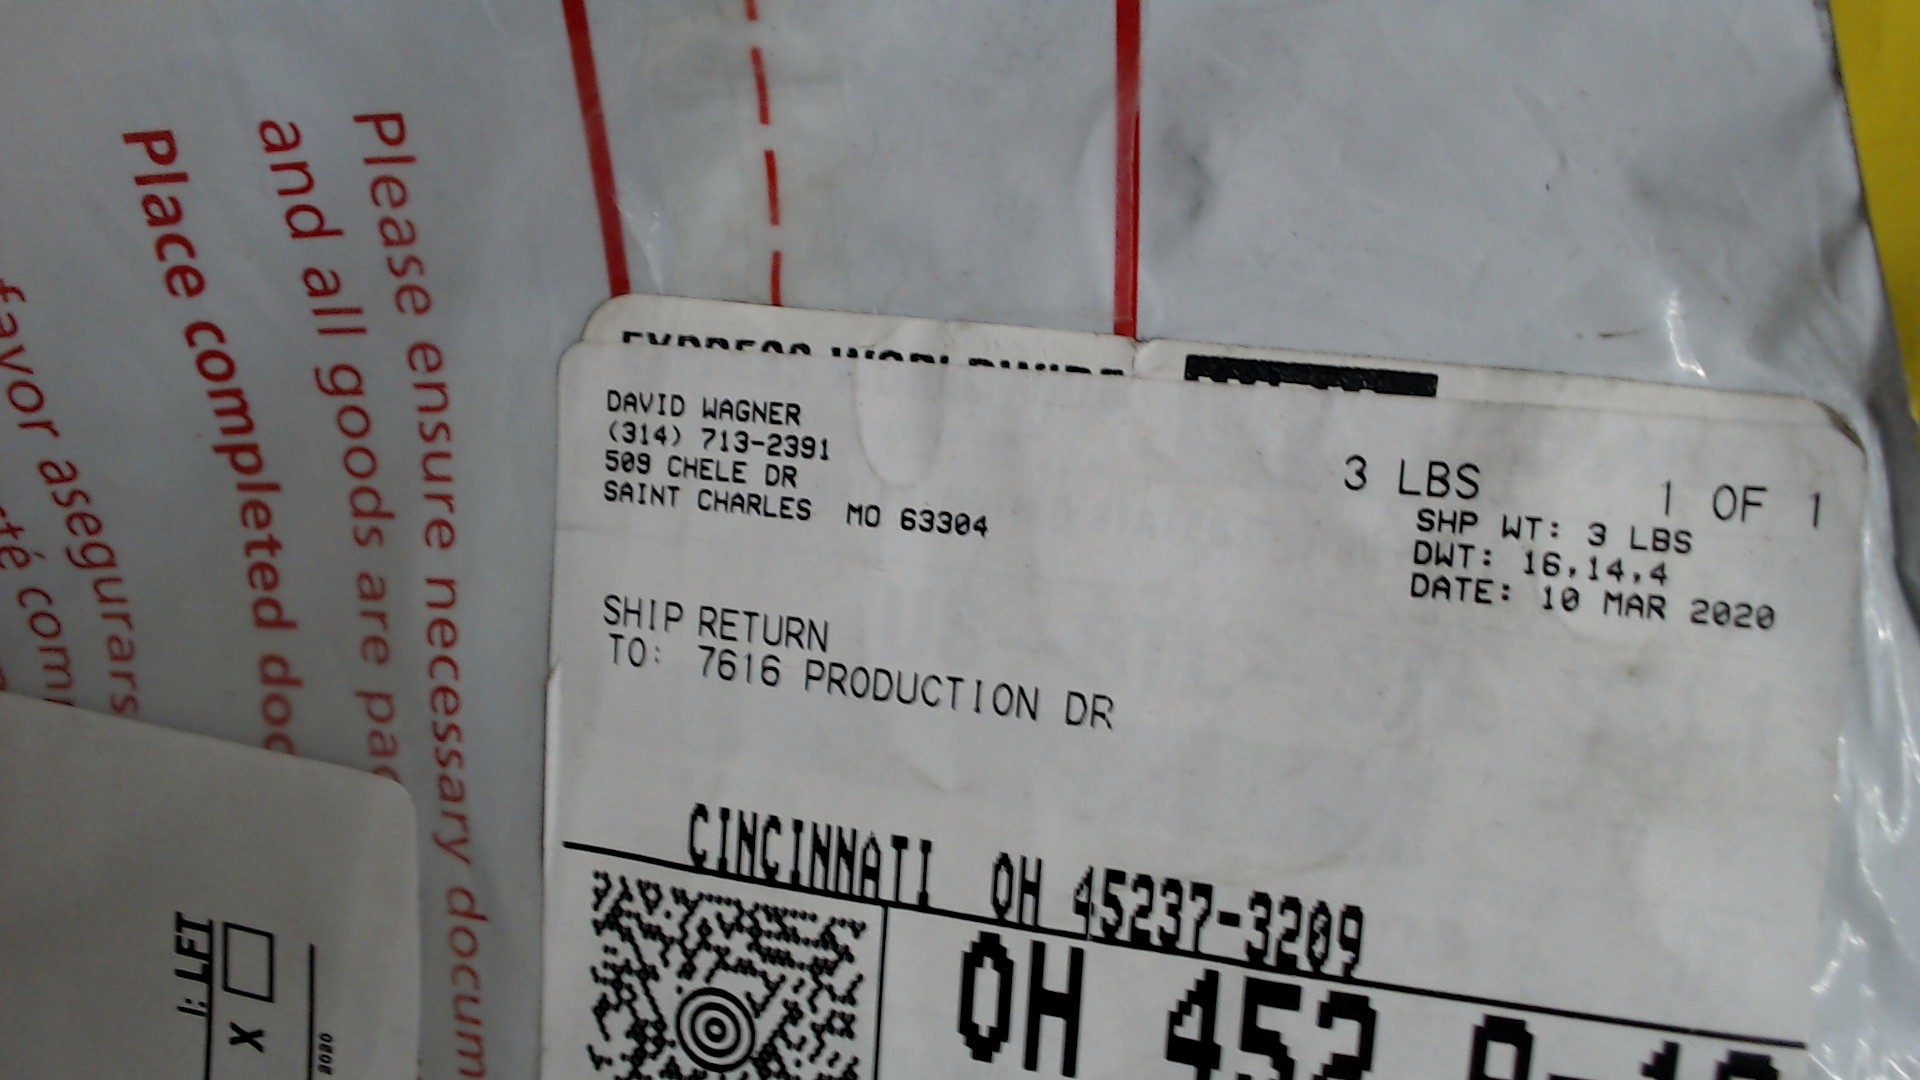 Please ensure necessary
and all goods are
Place completed
favor
DAVID WAGNER
(314) 713-2391
509 CHELE DR
SAINT CHARLES MO 63304
3 LBS 1 OF 1
SHP WT: 3 LBS
DWT: 16,14,4
DATE: 10 MAR 2020
SHIP RETURN
TO: 7616 PRODUCTION DR
CINCINNATI OH 45237-3209
OH 452
X